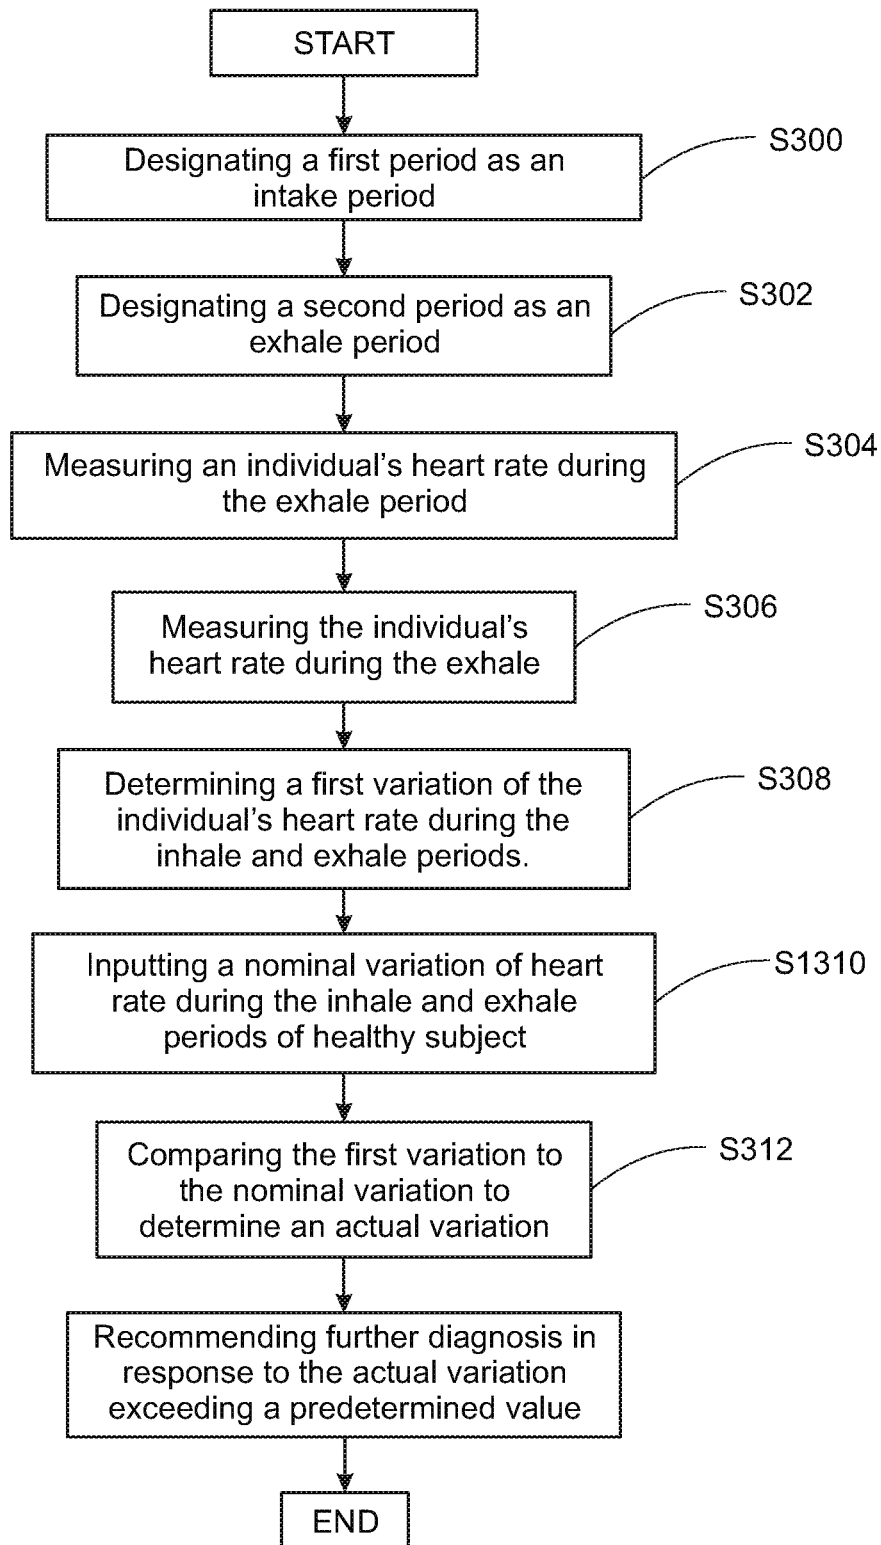 START
S300
Designating a first period as an
intake period
S302
Designating a second period as an
exhale period
S304
Measuring an individual's heart rate during
the exhale period
S306
Measuring the individual's
heart rate during the exhale
S308
Determining a first variation of the
individual's heart rate during the
inhale and exhale periods.
S1310
Inputting a nominal variation of heart
rate during the inhale and exhale
periods of healthy subject
S312
Comparing the first variation to
the nominal variation to
determine an actual variation
Recommending further diagnosis in
response to the actual variation
exceeding a predetermined value
END